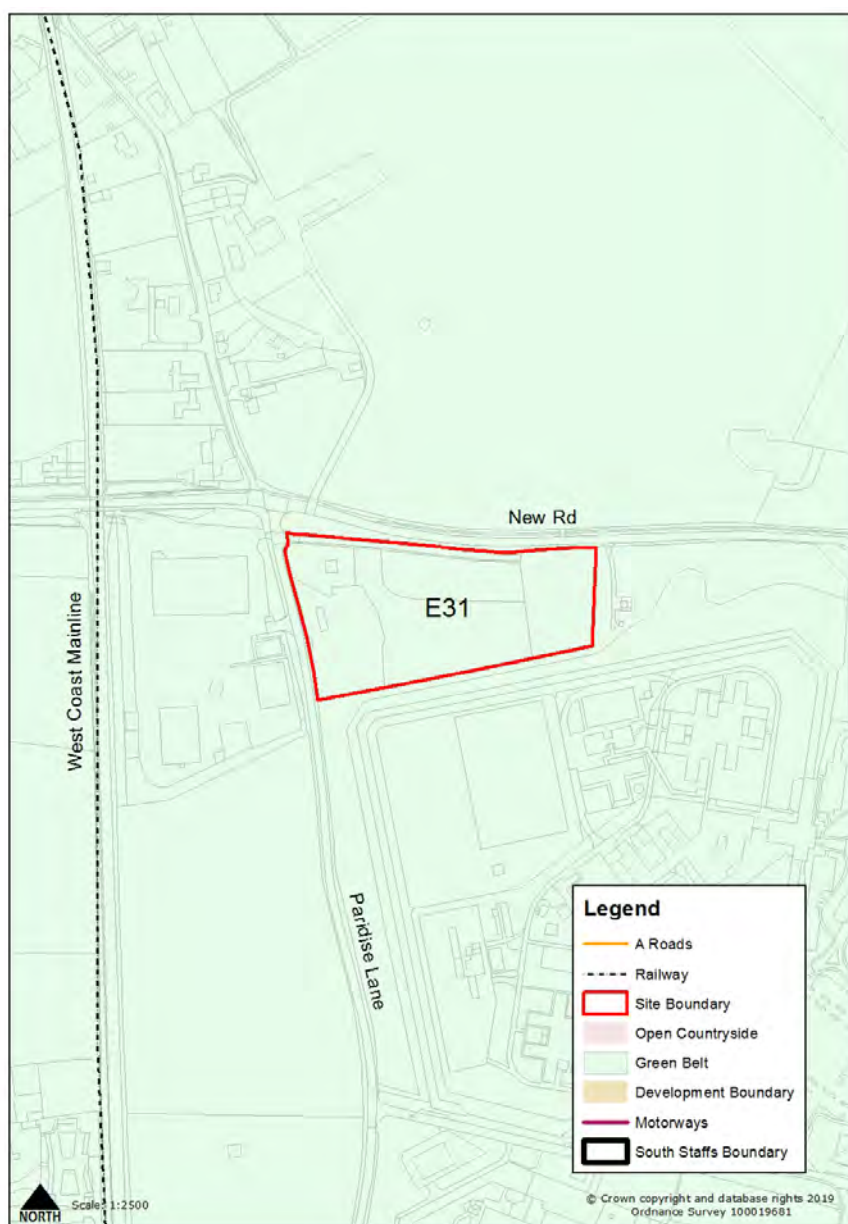 New Rd
E31
West Coast Mainline
Paridise Lane
Legend
A Roads
Railway
Site Boundary
Open Countryside
Green Belt
Development Boundary
Motorways
South Staffs Boundary
NORTH
Scale: 1:2500
© Crown copyright and database rights 2019
Ordnance Survey 100019681